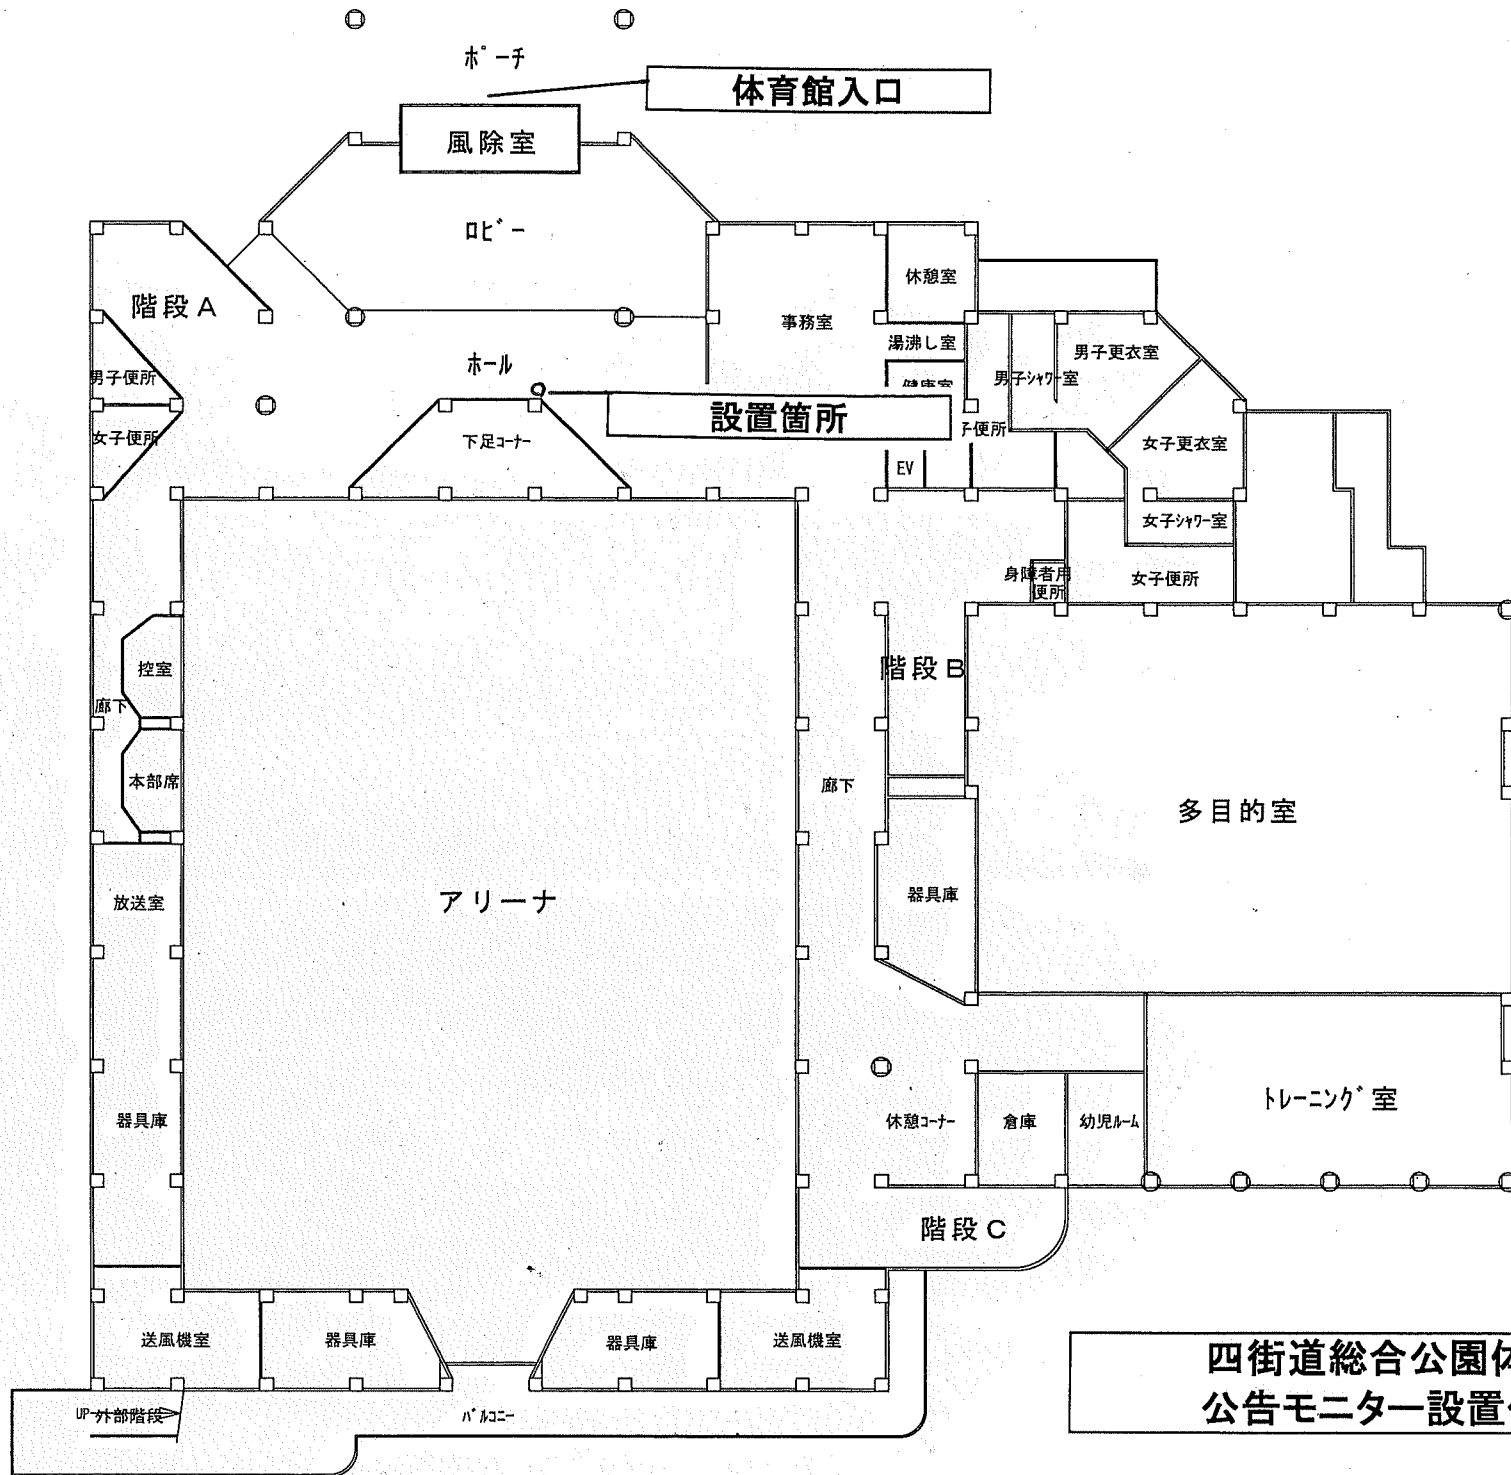 ポーチ
体育館入口
風除室
ロビー
休憩室
階段A
事務室
湯沸し室
男子更衣室
ホール
男子便所
健康室
男子シャワー室
設置箇所
子便所
女子便所
下足コーナー
女子更衣室
EV
女子シャワー室
身障者用
便所
女子便所
控室
階段B
廊下
本部席
廊下
多目的室
アリーナ
放送室
器具庫
トレーニング室
器具庫
休憩コーナー
倉庫
幼児ルーム
階段C
送風機室
器具庫
器具庫
送風機室
四街道総合公園体
公告モニター設置
UP
外部階段
バルコニー